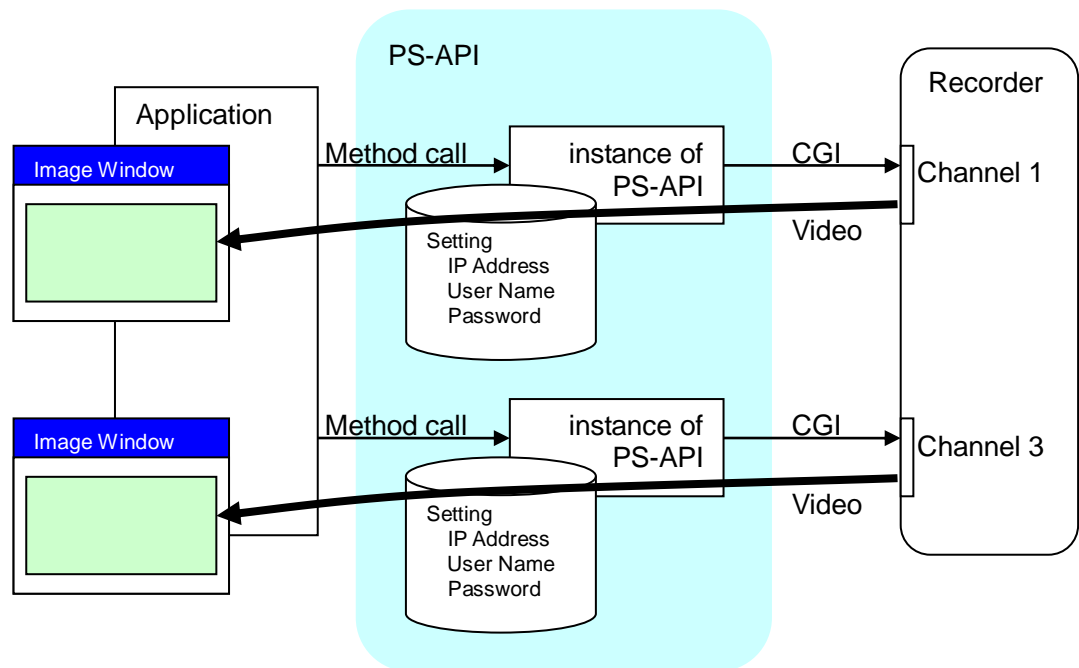 PS-API
Recorder
Application
Image Window
Method call
instance of
PS-API
CGI
Channel 1
Video
Setting
IP Address
User Name
Password
Image Window
Method call
instance of
PS-API
CGI
Channel 3
Video
Setting
IP Address
User Name
Password